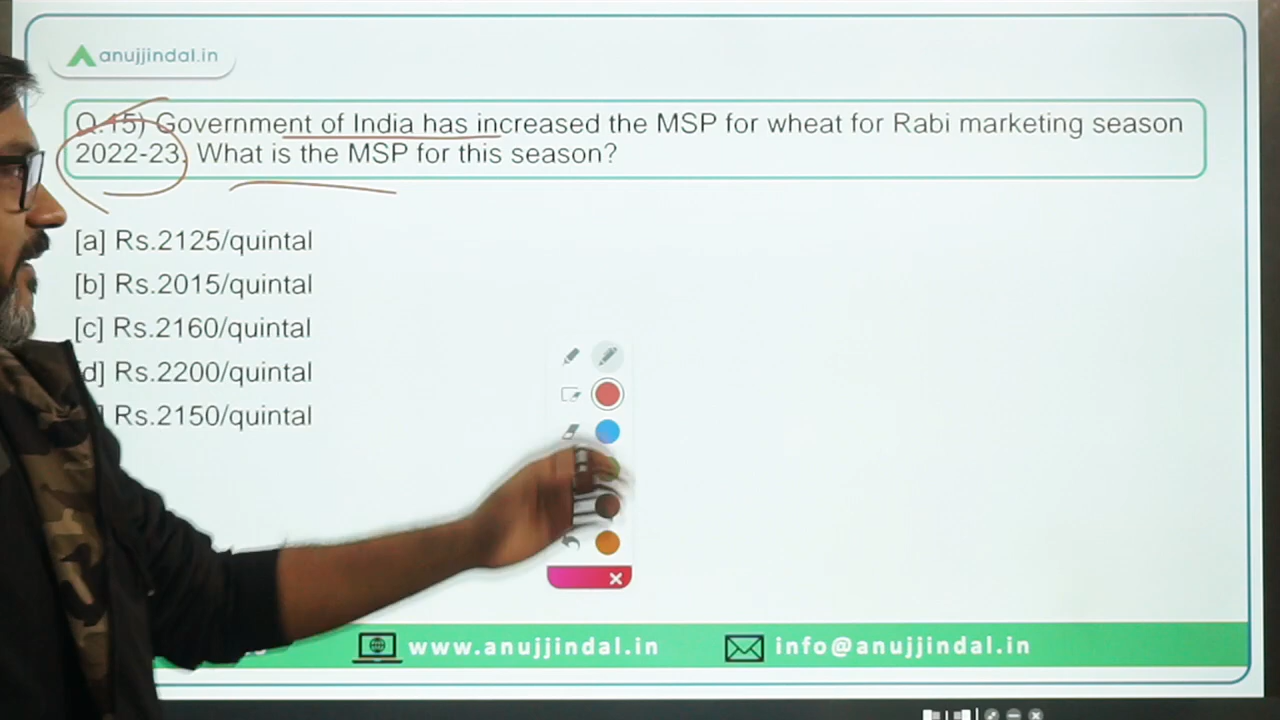 anujjindal.in
Q.15) Government of India has increased the MSP for wheat for Rabi marketing season
2022-23. What is the MSP for this season?
[a] Rs.2125/quintal
[b] Rs.2015/quintal
[c] Rs.2160/quintal
d] Rs.2200/quintal
] Rs.2150/quintal
www.anujjindal.in
info@anujjindal.in